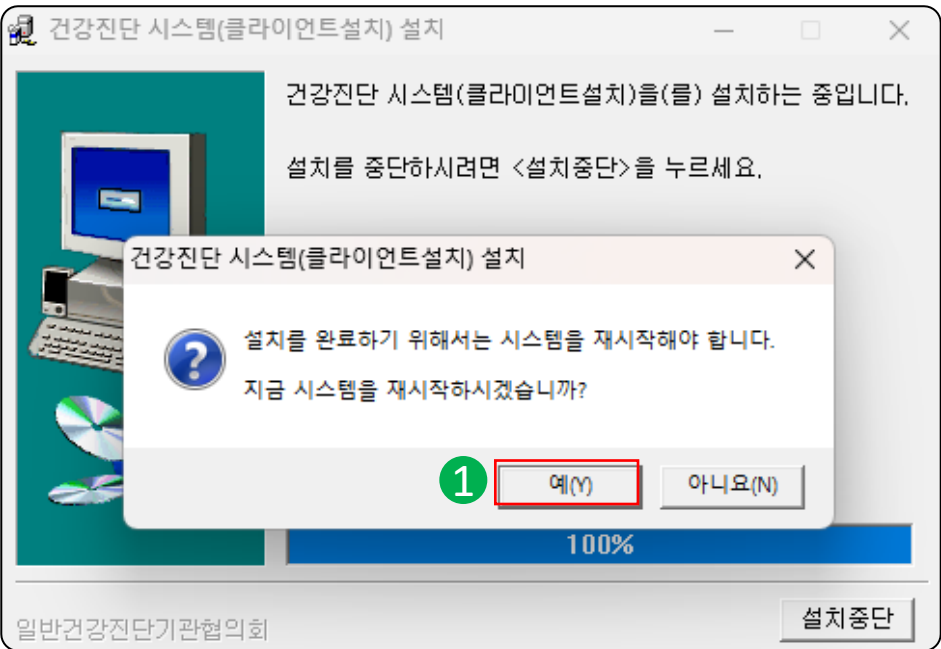 건강진단 시스템(클라이언트설치) 설치
건강진단 시스템(클라이언트설치)을(를) 설치하는 중입니다.
설치를 중단하시려면 <설치중단>을 누르세요.
건강진단 시스템(클라이언트설치) 설치
설치를 완료하기 위해서는 시스템을 재시작해야 합니다.
지금 시스템을 재시작하시겠습니까?
1 예(Y) 아니요(N)
100%
일반건강진단기관협의회 설치중단